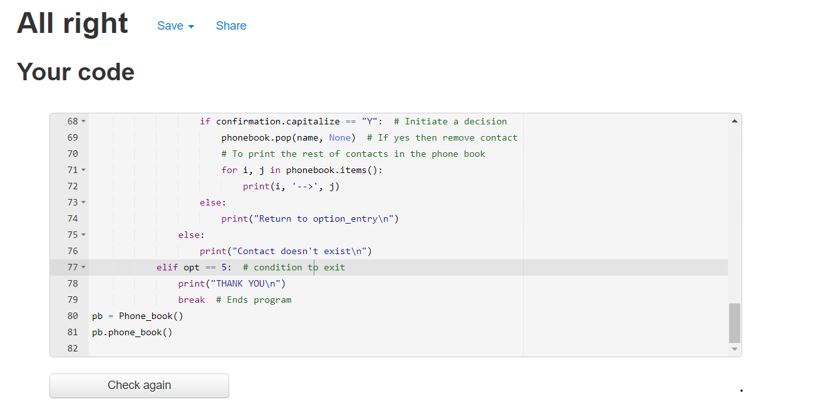 All right Save Share
Your code
68 if confirmation.capitalize == "Y":  # Initiate a decision
69 phonebook.pop(name, None)  # If yes then remove contact
70 # To print the rest of contacts in the phone book
71 for i, j in phonebook.items():
72 print(i, '-->', j)
73 else:
74 print("Return to option_entry\n")
75 else:
76 print("Contact doesn't exist\n")
77 elif opt == 5:  # condition to exit
78 print("THANK YOU\n")
79 break  # Ends program
80 pb = Phone_book()
81 pb.phone_book()
82
Check again
.